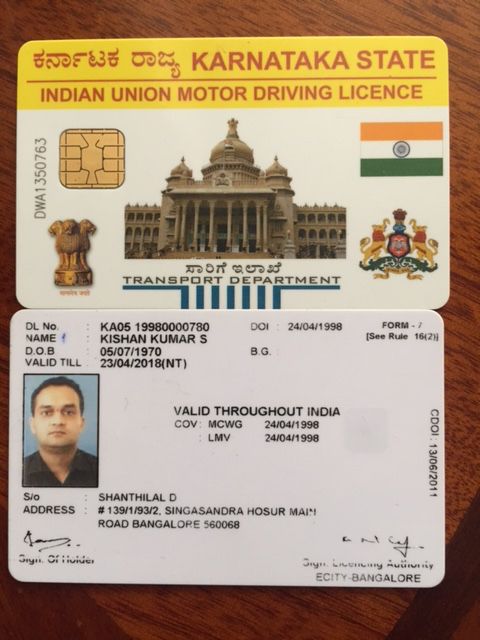 ಕರ್ನಾಟಕ ರಾಜ್ಯ KARNATAKA STATE
INDIAN UNION MOTOR DRIVING LICENCE
DWA1350763
सत्यमेव जयते
ಸಾರಿಗೆ ಇಲಾಖೆ
TRANSPORT DEPARTMENT
DL No. : KA05 19980000780 DOI : 24/04/1998 FORM - 7
NAME : KISHAN KUMAR S [See Rule 16(2)]
D.O.B : 05/07/1970 B.G. :
VALID TILL : 23/04/2018(NT)
VALID THROUGHOUT INDIA
COV : MCWG 24/04/1998
: LMV 24/04/1998
CDOI : 13/06/2011
S/o : SHANTHILAL D
ADDRESS : # 139/1/93/2, SINGASANDRA HOSUR MAIN
ROAD BANGALORE 560068
Sign. Of Holder
Sign. Licencing Authority
ECITY-BANGALORE